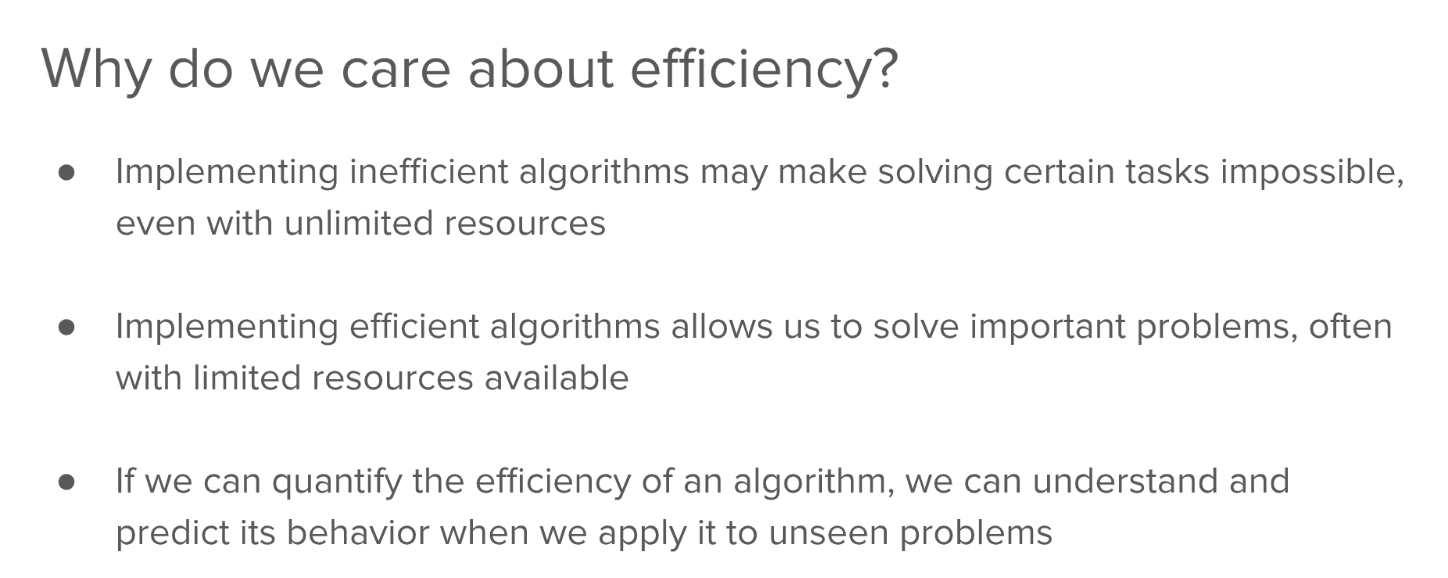 Why do we care about efficiency?
● Implementing inefficient algorithms may make solving certain tasks impossible,
even with unlimited resources
● Implementing efficient algorithms allows us to solve important problems, often
with limited resources available
● If we can quantify the efficiency of an algorithm, we can understand and
predict its behavior when we apply it to unseen problems